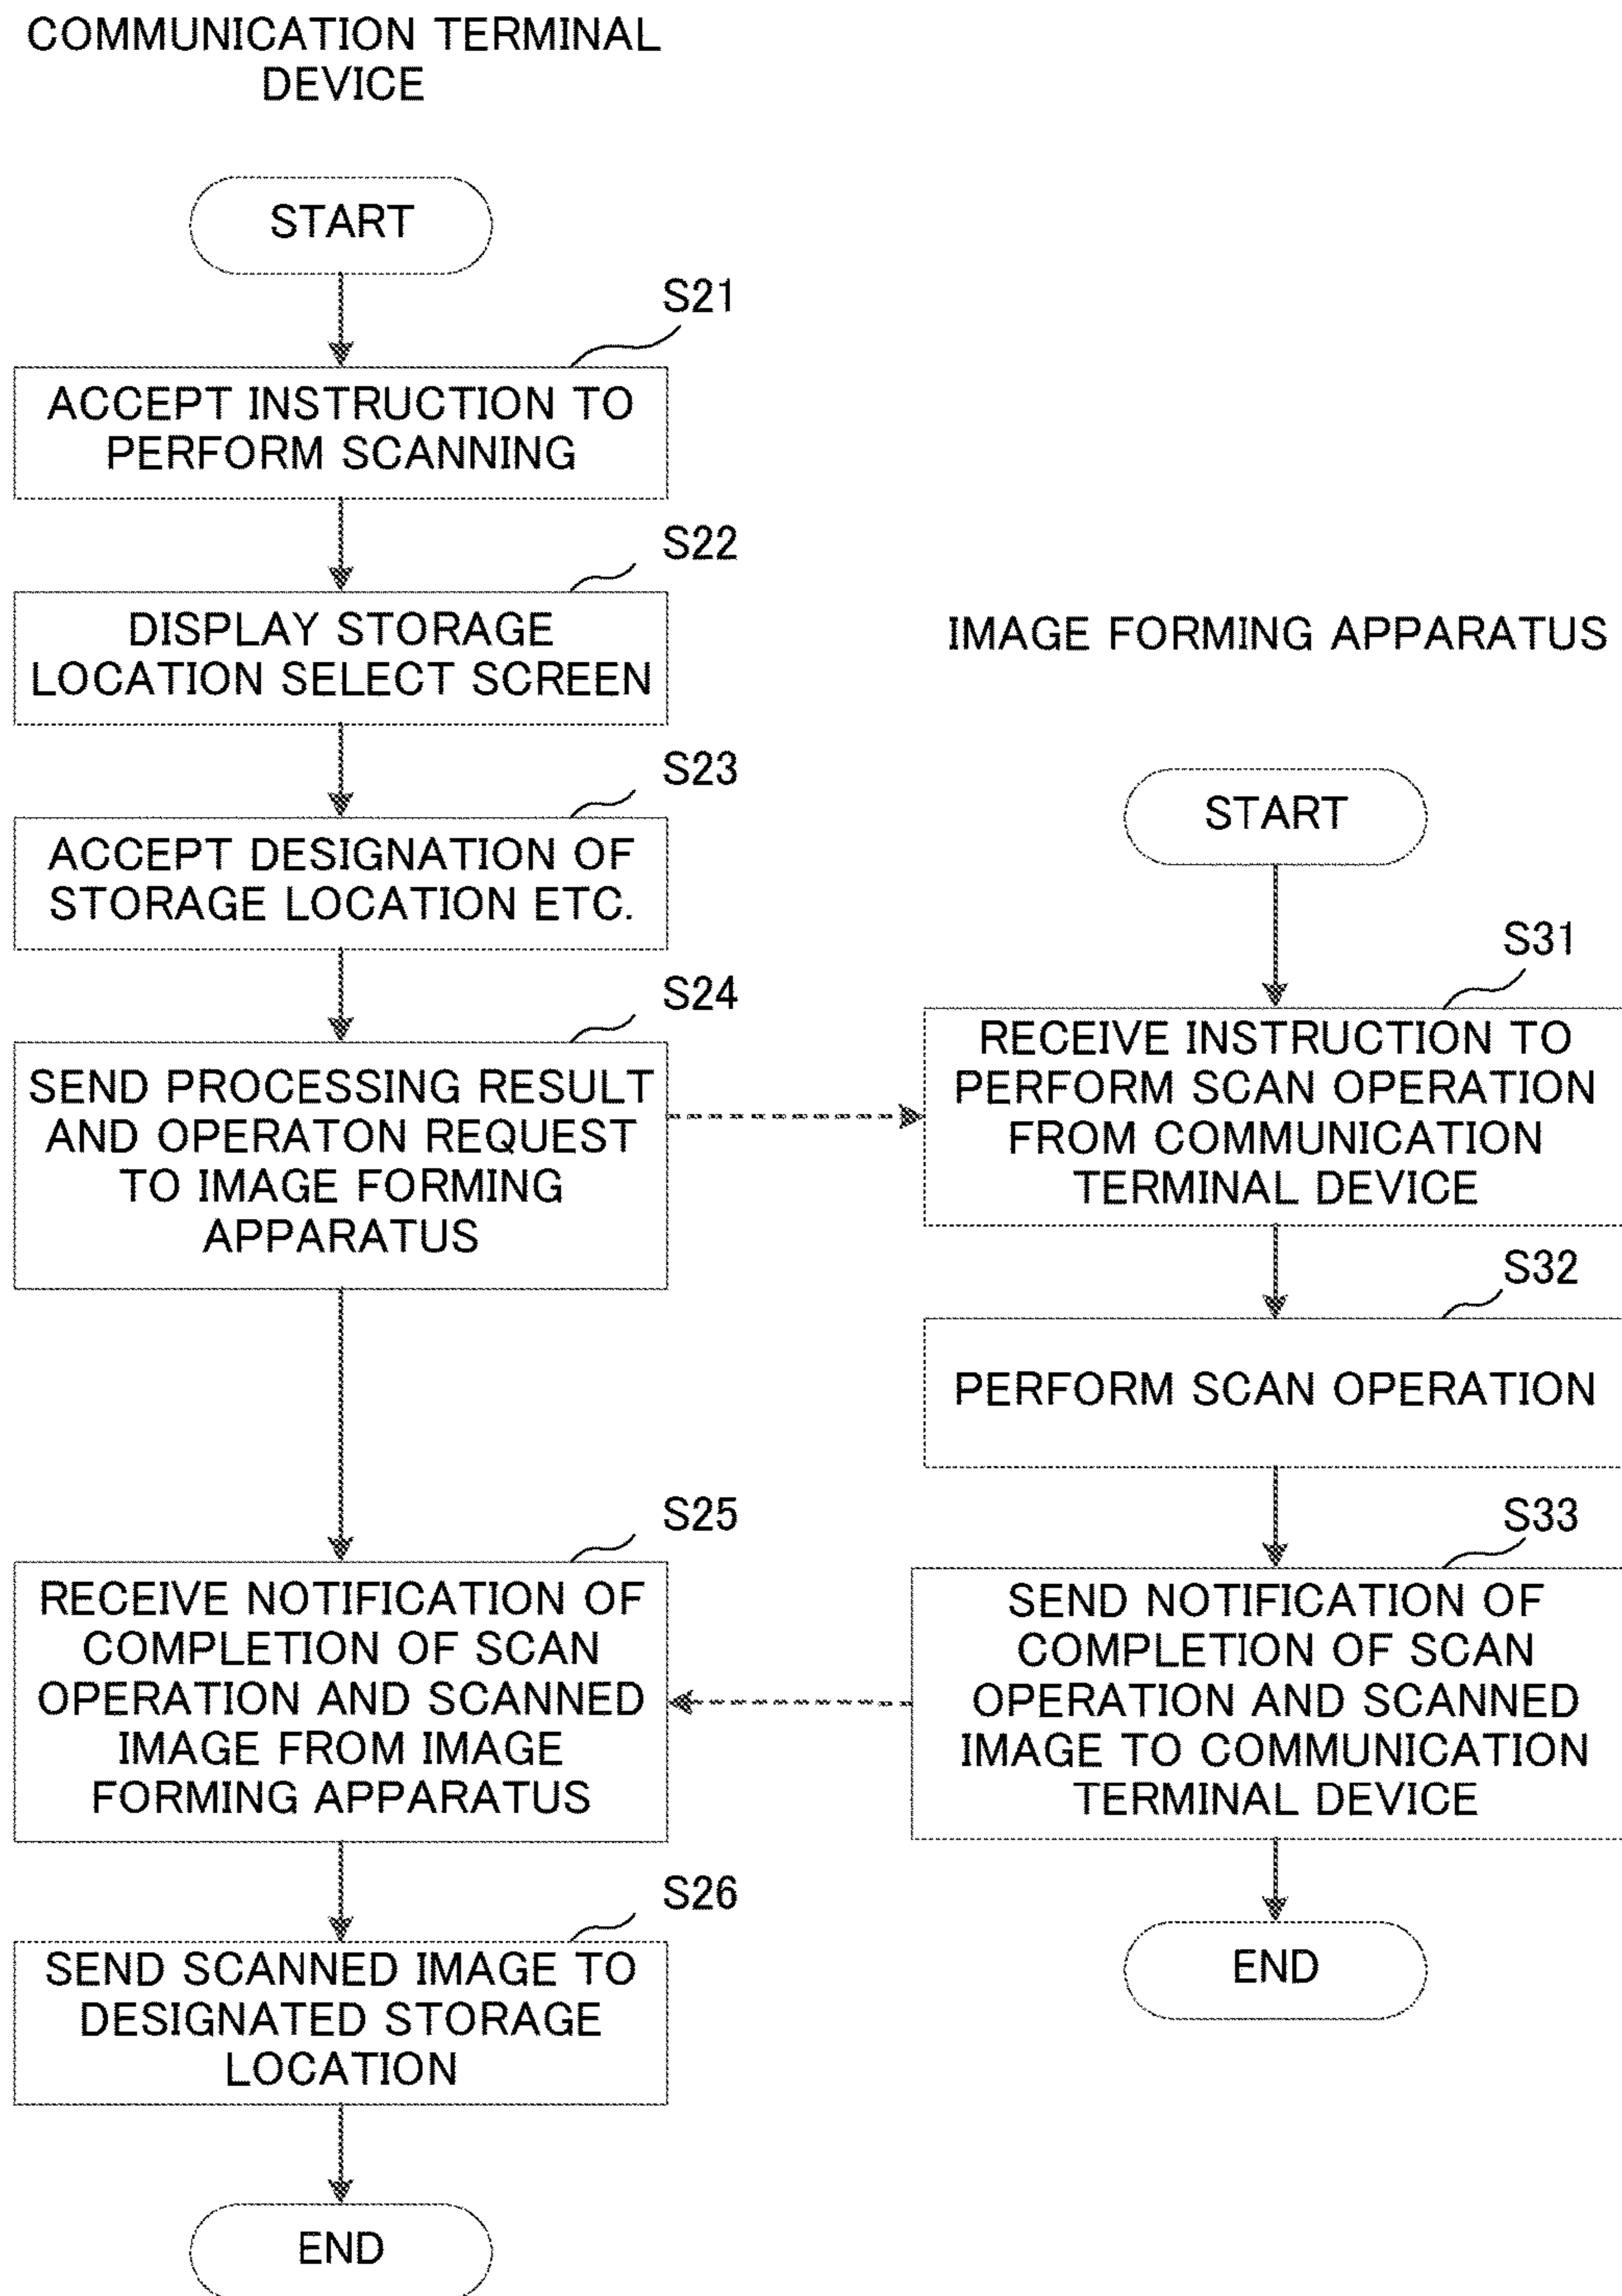 COMMUNICATION TERMINAL
DEVICE
START
S21
ACCEPT INSTRUCTION TO
PERFORM SCANNING
S22
DISPLAY STORAGE
LOCATION SELECT SCREEN
S23
ACCEPT DESIGNATION OF
STORAGE LOCATION ETC.
S24
SEND PROCESSING RESULT
AND OPERATON REQUEST
TO IMAGE FORMING
APPARATUS
S25
RECEIVE NOTIFICATION OF
COMPLETION OF SCAN
OPERATION AND SCANNED
IMAGE FROM IMAGE
FORMING APPARATUS
S26
SEND SCANNED IMAGE TO
DESIGNATED STORAGE
LOCATION
END
IMAGE FORMING APPARATUS
START
S31
RECEIVE INSTRUCTION TO
PERFORM SCAN OPERATION
FROM COMMUNICATION
TERMINAL DEVICE
S32
PERFORM SCAN OPERATION
S33
SEND NOTIFICATION OF
COMPLETION OF SCAN
OPERATION AND SCANNED
IMAGE TO COMMUNICATION
TERMINAL DEVICE
END